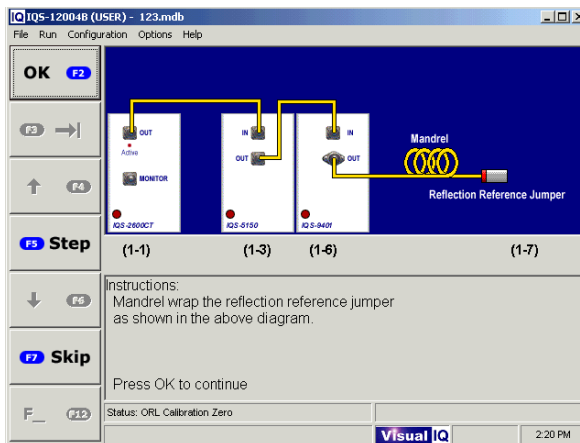 IQ IQS-12004B (USER) - 123.mdb
File Run Configuration Options Help
OK F2
F3
F4
F5 Step
F6
F7 Skip
F_ F12
OUT
Active
MONITOR
IQS-2600CT
IN
OUT
IQS-5150
IN
OUT
IQS-9401
Mandrel
Reflection Reference Jumper
(1-1) (1-3) (1-6) (1-7)
Instructions:
Mandrel wrap the reflection reference jumper
as shown in the above diagram.
Press OK to continue
Status: ORL Calibration Zero
Visual IQ 2:20 PM